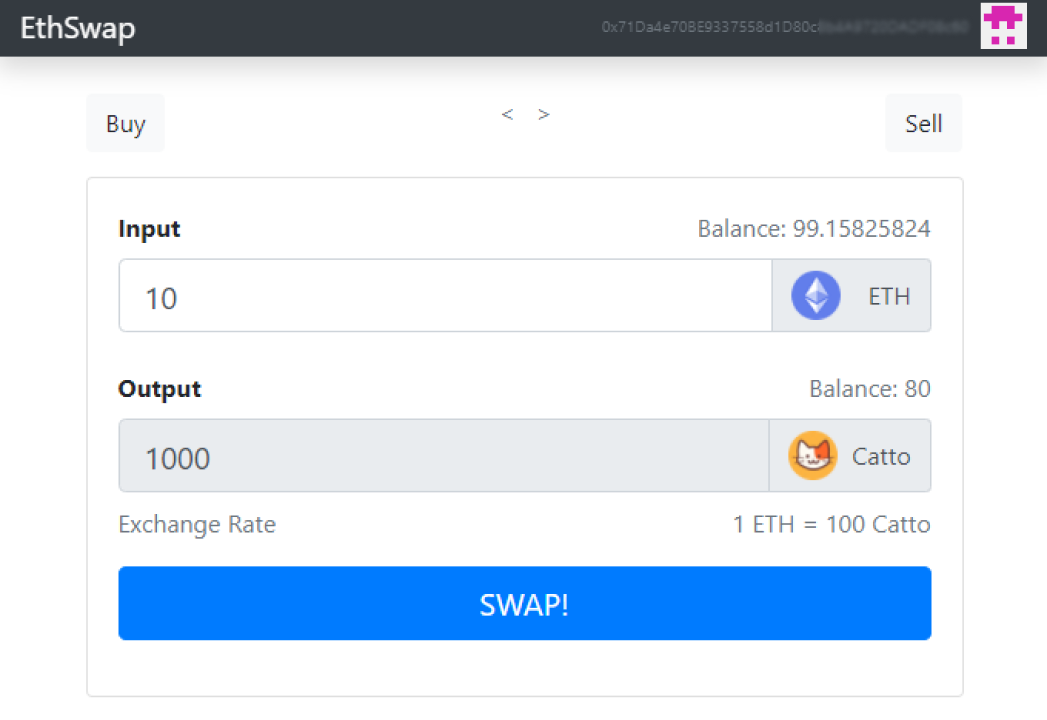 EthSwap
0x71Da4e70BE9337558d1D80c
Buy
< >
Sell
Input
Balance: 99.15825824
10
ETH
Output
Balance: 80
1000
Catto
Exchange Rate
1 ETH = 100 Catto
SWAP!